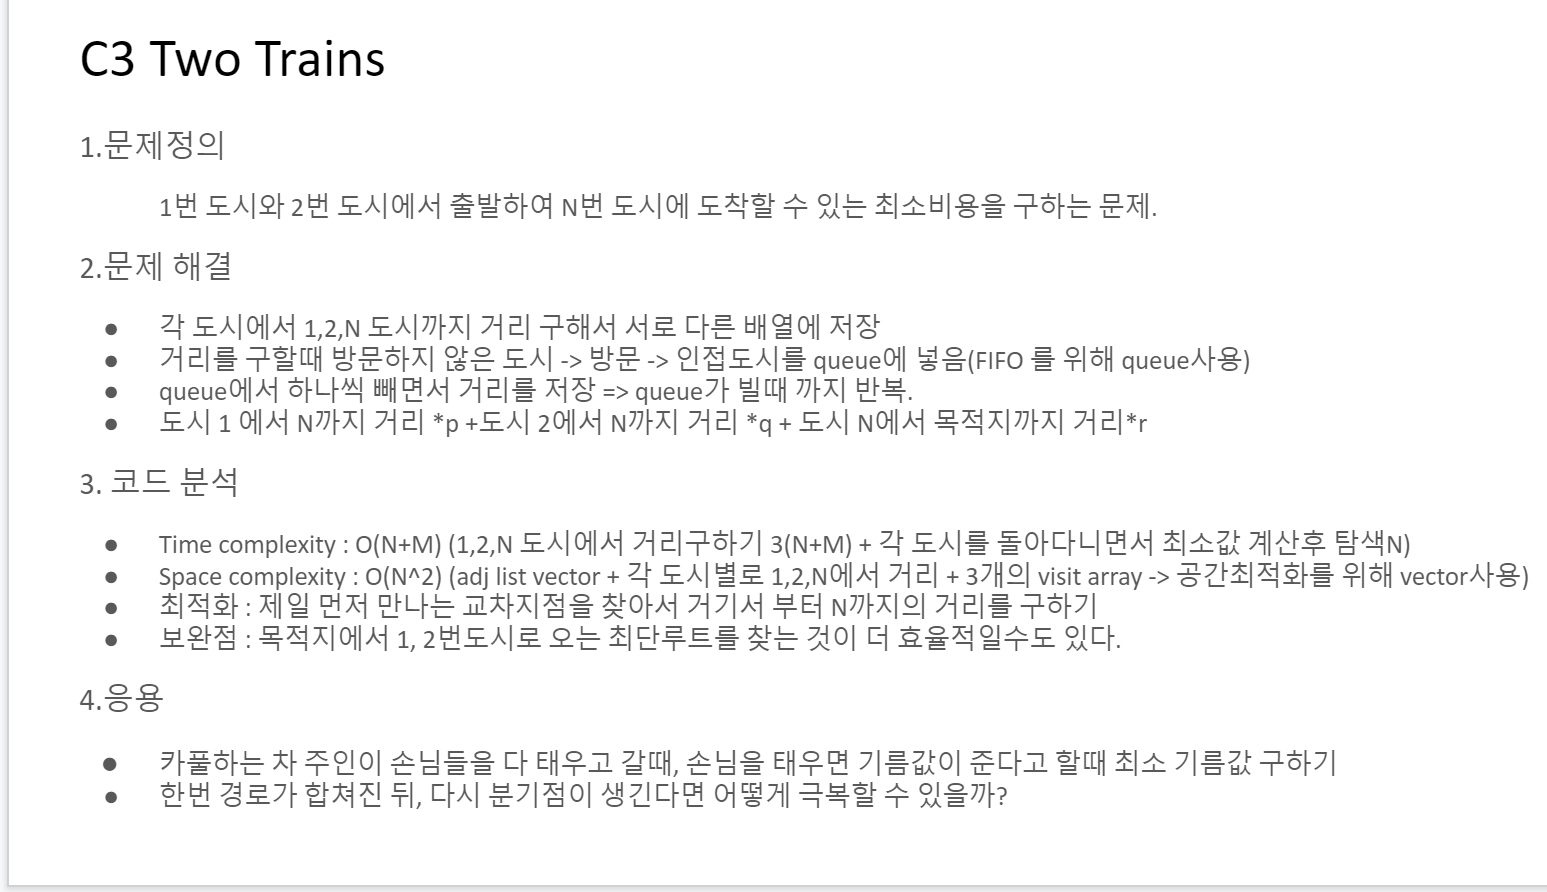 C3 Two Trains
1.문제정의
1번 도시와 2번 도시에서 출발하여 N번 도시에 도착할 수 있는 최소비용을 구하는 문제.
2.문제 해결
● 각 도시에서 1,2,N 도시까지 거리 구해서 서로 다른 배열에 저장
● 거리를 구할때 방문하지 않은 도시 -> 방문 -> 인접도시를 queue에 넣음(FIFO 를 위해 queue사용)
● queue에서 하나씩 빼면서 거리를 저장 => queue가 빌때 까지 반복.
● 도시 1 에서 N까지 거리 *p +도시 2에서 N까지 거리 *q + 도시 N에서 목적지까지 거리*r
3. 코드 분석
● Time complexity : O(N+M) (1,2,N 도시에서 거리구하기 3(N+M) + 각 도시를 돌아다니면서 최소값 계산후 탐색N)
● Space complexity : O(N^2) (adj list vector + 각 도시별로 1,2,N에서 거리 + 3개의 visit array -> 공간최적화를 위해 vector사용)
● 최적화 : 제일 먼저 만나는 교차지점을 찾아서 거기서 부터 N까지의 거리를 구하기
● 보완점 : 목적지에서 1, 2번도시로 오는 최단루트를 찾는 것이 더 효율적일수도 있다.
4.응용
● 카풀하는 차 주인이 손님들을 다 태우고 갈때, 손님을 태우면 기름값이 준다고 할때 최소 기름값 구하기
● 한번 경로가 합쳐진 뒤, 다시 분기점이 생긴다면 어떻게 극복할 수 있을까?